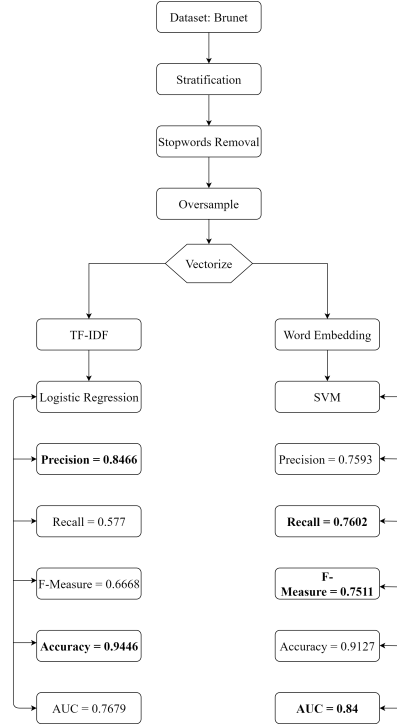 Dataset: Brunet
Stratification
Stopwords Removal
Oversample
Vectorize
TF-IDF
Word Embedding
Logistic Regression
SVM
Precision = 0.8466
Precision = 0.7593
Recall = 0.577
Recall = 0.7602
F-Measure = 0.6668
F-
Measure = 0.7511
Accuracy = 0.9446
Accuracy = 0.9127
AUC = 0.7679
AUC = 0.84